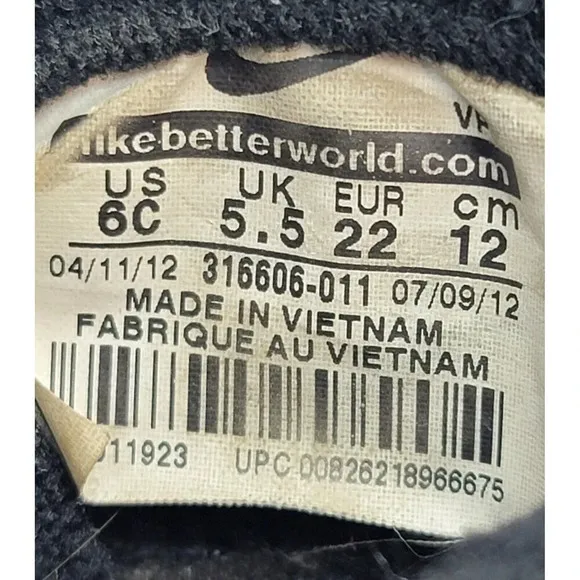 nikebetterworld.com
US UK EUR cm
6C 5.5 22 12
04/11/12 316606-011 07/09/12
MADE IN VIETNAM
FABRIQUE AU VIETNAM
011923 UPC 00826218966675